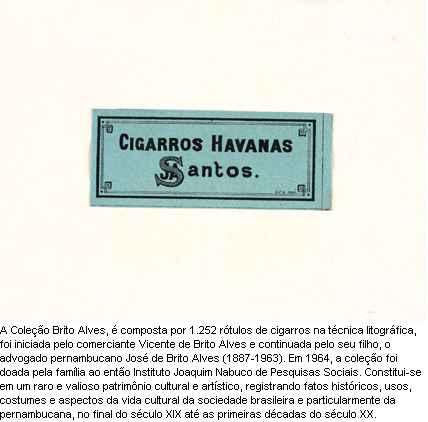 CIGARROS HAVANAS
Santos.
A Coleção Brito Alves, é composta por 1.252 rótulos de cigarros na técnica litográfica,
foi iniciada pelo comerciante Vicente de Brito Alves e continuada pelo seu filho, o
advogado pernambucano José de Brito Alves (1887-1963). Em 1964, a coleção foi
doada pela família ao então Instituto Joaquim Nabuco de Pesquisas Sociais. Constitui-se
em um raro e valioso patrimônio cultural e artístico, registrando fatos históricos, usos,
costumes e aspectos da vida cultural da sociedade brasileira e particularmente da
pernambucana, no final do século XIX até as primeiras décadas do século XX.